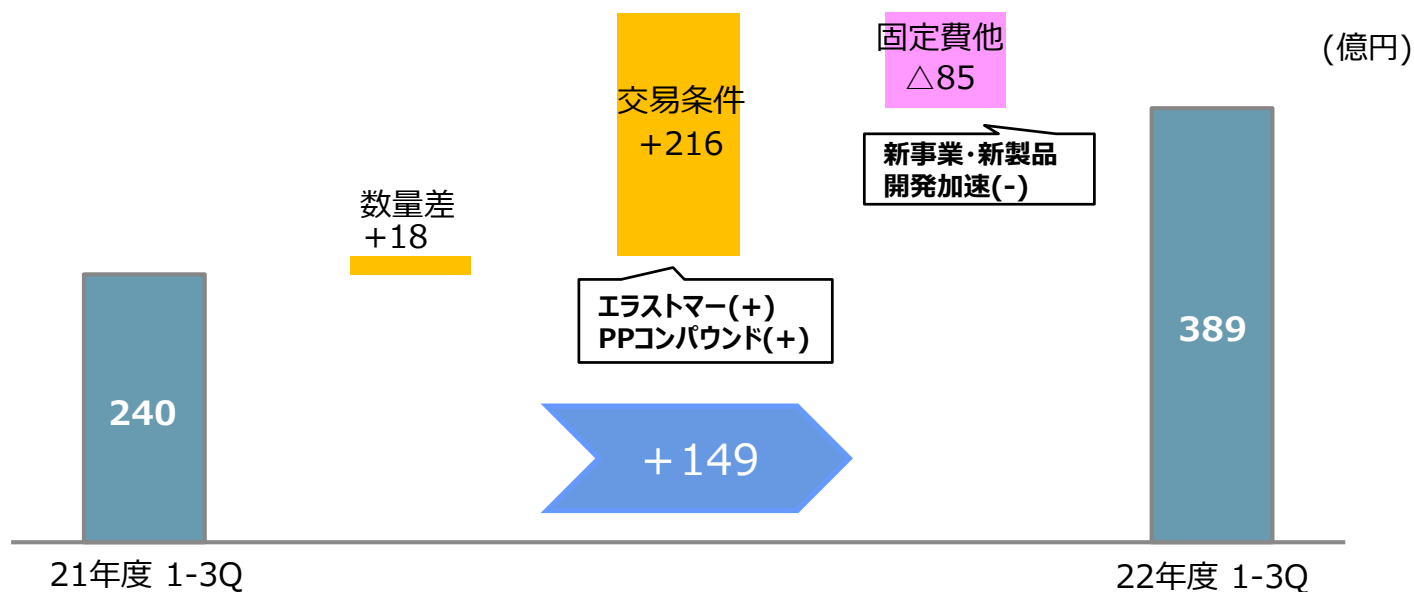 (億円)
240
21年度 1-3Q
数量差
+18
交易条件
+216
エラストマー(+)
PPコンパウンド(+)
固定費他
△85
新事業・新製品
開発加速(-)
＋149
389
22年度 1-3Q